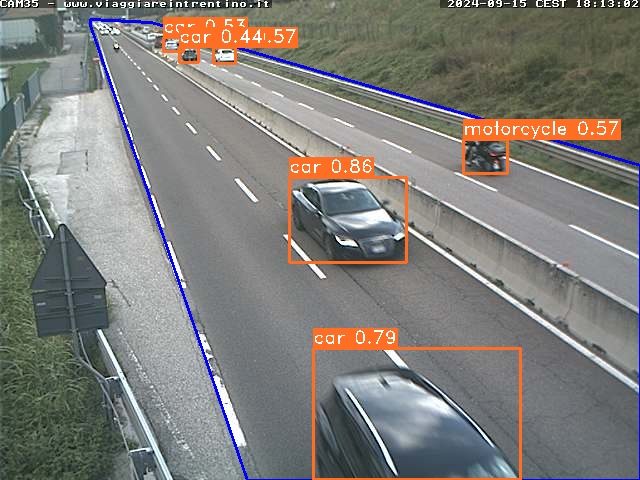 CAM35 - www.viaggiareintrentino.it
2024-09-15 CEST 18:13:02
car 0.53
car 0.44
0.57
motorcycle 0.57
car 0.86
car 0.79